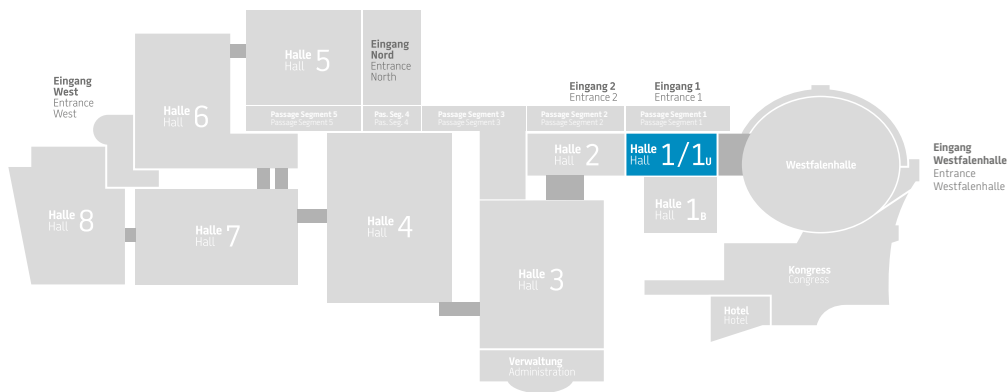 Halle
Hall 5
Eingang
Nord
Entrance
North
Eingang
West
Entrance
West
Halle
Hall 6
Eingang 2
Entrance 2
Eingang 1
Entrance 1
Passage Segment 5
Passage Segment 5
Pas. Seg. 4
Pas. Seg. 4
Passage Segment 3
Passage Segment 3
Passage Segment 2
Passage Segment 2
Passage Segment 1
Passage Segment 1
Halle
Hall 2
Halle
Hall 1/1U
Westfalenhalle
Eingang
Westfalenhalle
Entrance
Westfalenhalle
Halle
Hall 8
Halle
Hall 7
Halle
Hall 4
Halle
Hall 1B
Halle
Hall 3
Kongress
Congress
Hotel
Hotel
Verwaltung
Administration